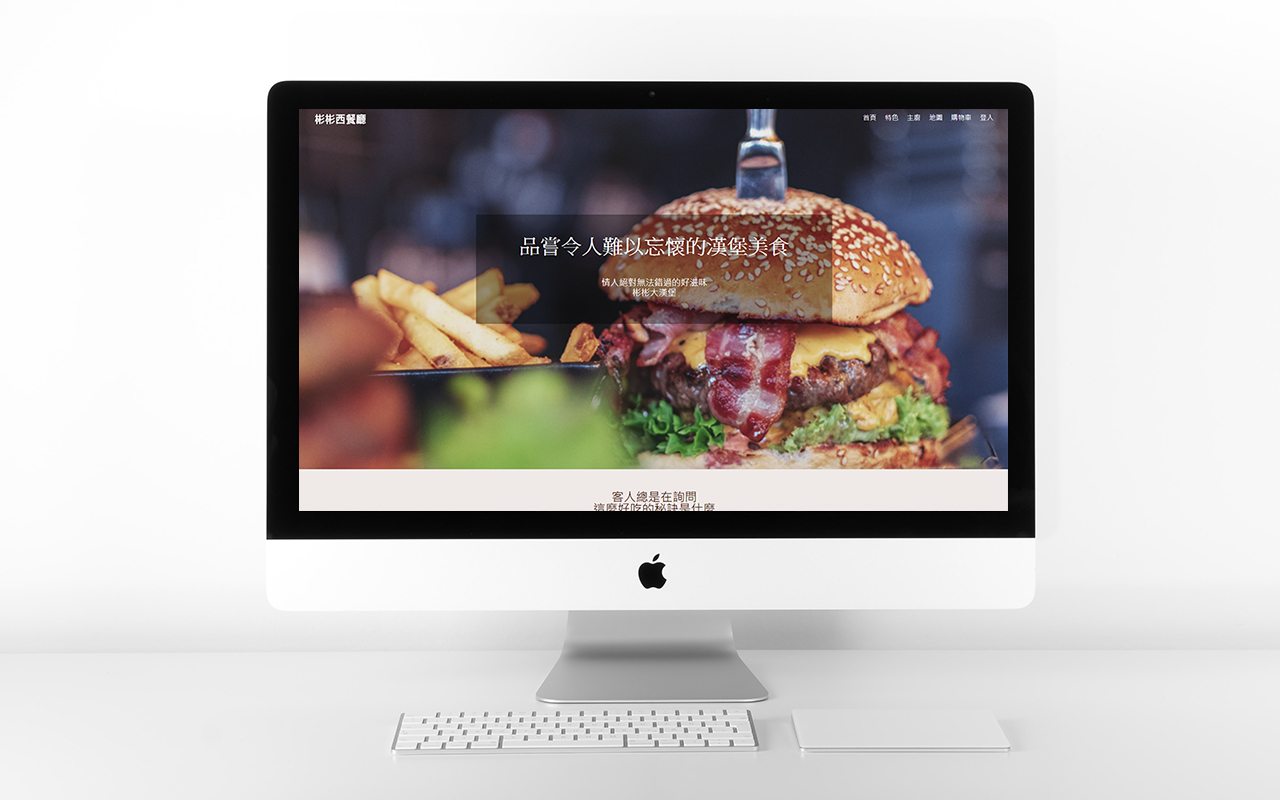 彬彬西餐廳
首頁 特色 主廚 地圖 購物車 登入
品嘗令人難以忘懷的漢堡美食
情人絕對無法錯過的好滋味
彬彬大漢堡
客人總是在詢問
這麼好吃的秘訣是什麼